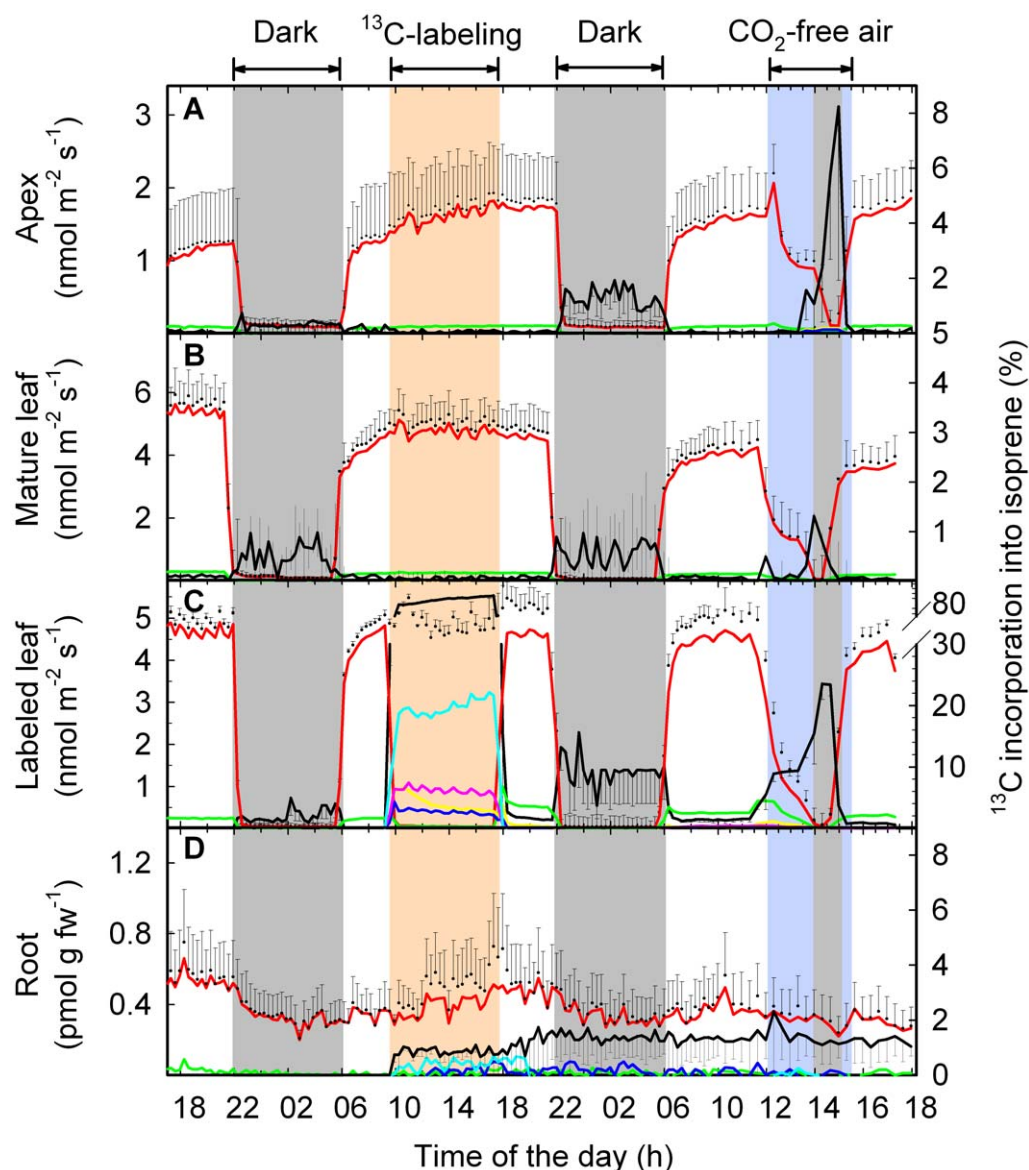 Dark
¹³C-labeling
Dark
CO₂-free air
A
3
2
1
Apex
(nmol m⁻² s⁻¹)
8
6
4
2
5
B
6
4
2
Mature leaf
(nmol m⁻² s⁻¹)
4
3
2
1
0
C
5
4
3
2
1
Labeled leaf
(nmol m⁻² s⁻¹)
80
30
20
10
D
1.2
0.8
0.4
Root
(pmol g fw⁻¹)
8
6
4
2
0
¹³C incorporation into isoprene (%)
18 22 02 06 10 14 18 22 02 06 10 12 14 16 18
Time of the day (h)